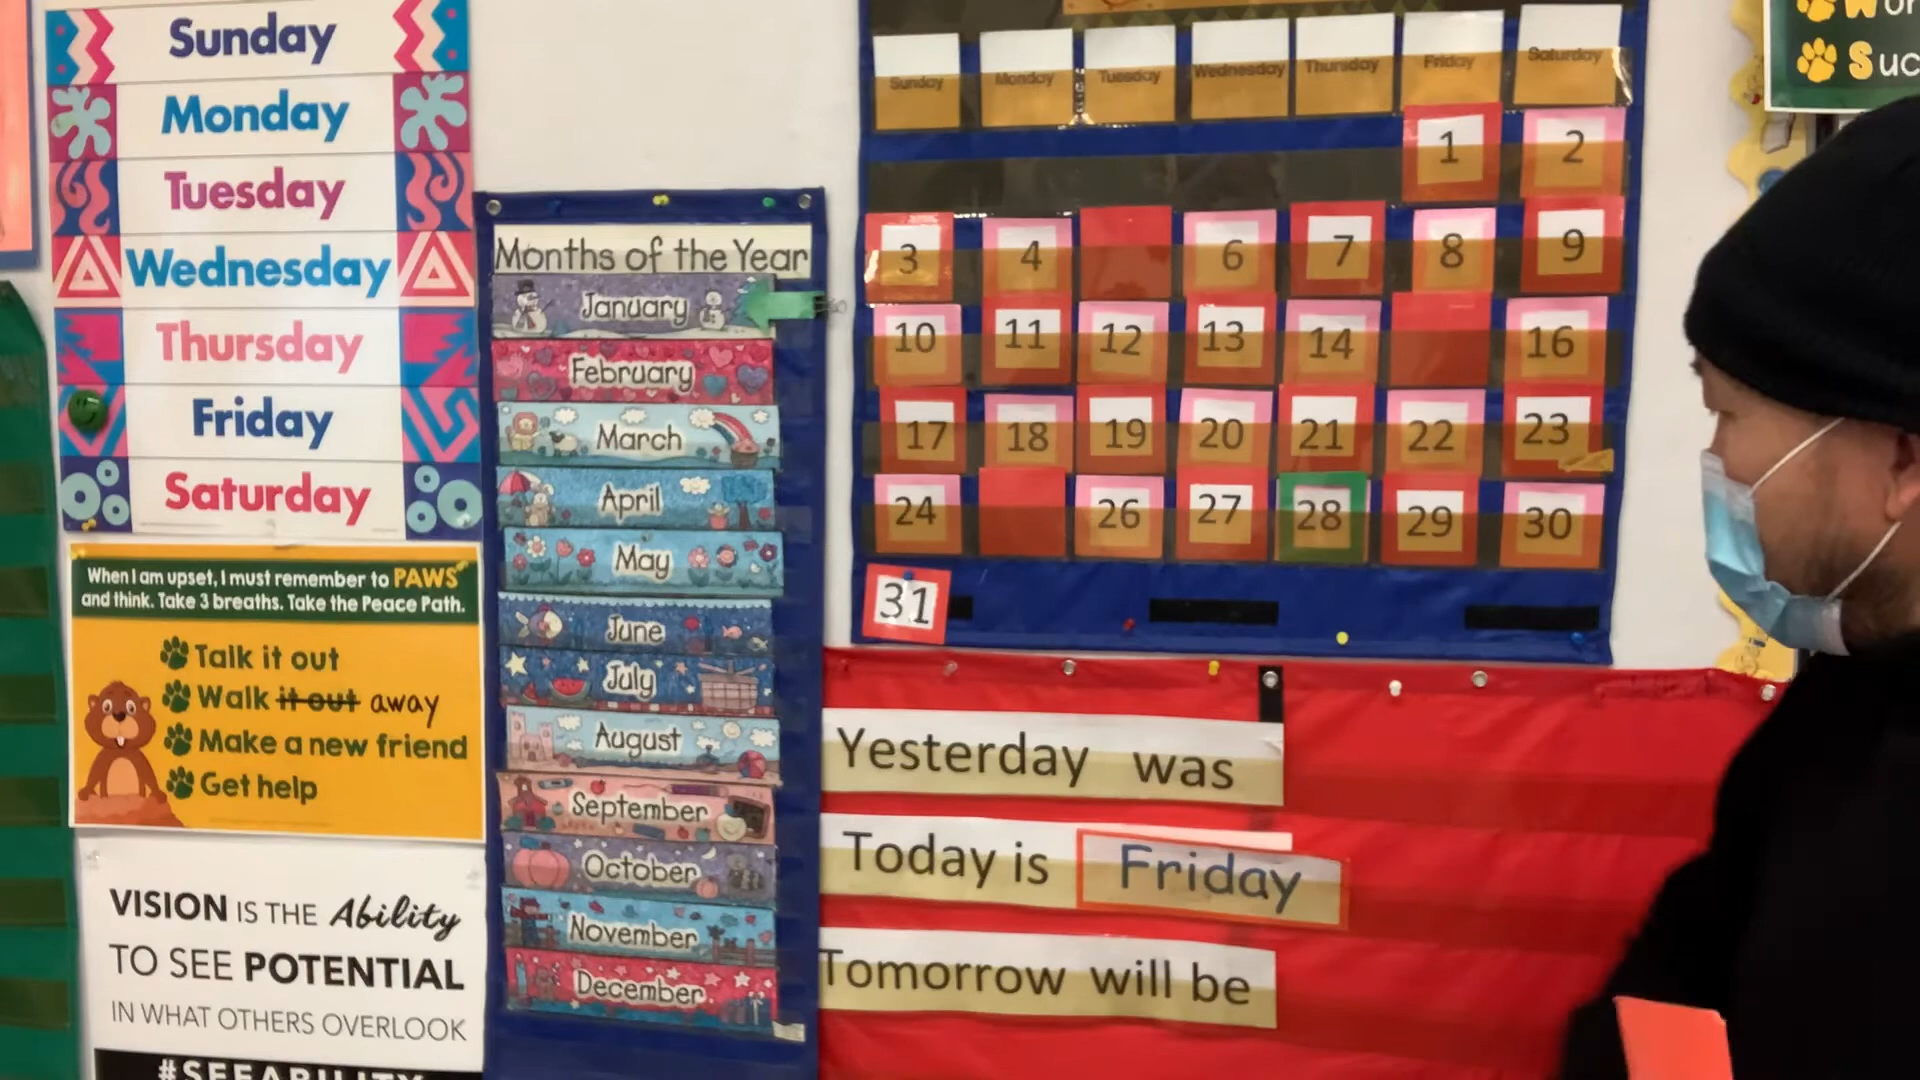 Sunday
Monday
Tuesday
Wednesday
Thursday
Friday
Saturday
When I am upset, I must remember to PAWS
and think. Take 3 breaths. Take the Peace Path.
Talk it out
Walk it out away
Make a new friend
Get help
VISION IS THE Ability
TO SEE POTENTIAL
IN WHAT OTHERS OVERLOOK
#SEEABILITY
Months of the Year
January
February
March
April
May
June
July
August
September
October
November
December
Sunday Monday Tuesday Wednesday Thursday Friday Saturday
1 2
3 4 6 7 8 9
10 11 12 13 14 16
17 18 19 20 21 22 23
24 26 27 28 29 30
31
Yesterday was
Today is Friday
Tomorrow will be